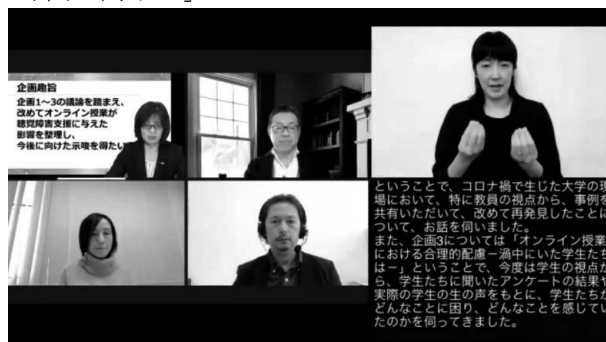 企画趣旨
企画1～3の議論を踏まえ、
改めてオンライン授業が
聴覚障害支援に与えた
影響を整理し、
今後に向けた示唆を得たい
ということで、コロナ禍で生じた大学の現
場において、特に教員の視点から、事例を
共有いただいて、改めて再発見したことに
ついて、お話を伺いました。
また、企画3については「オンライン授業
における合理的配慮－渦中にいた学生たち
は－」ということで、今度は学生の視点か
ら、学生たちに聞いたアンケートの結果や
実際の学生の生の声をもとに、学生たちが
どんなことに困り、どんなことを感じてい
たのかを伺ってきました。